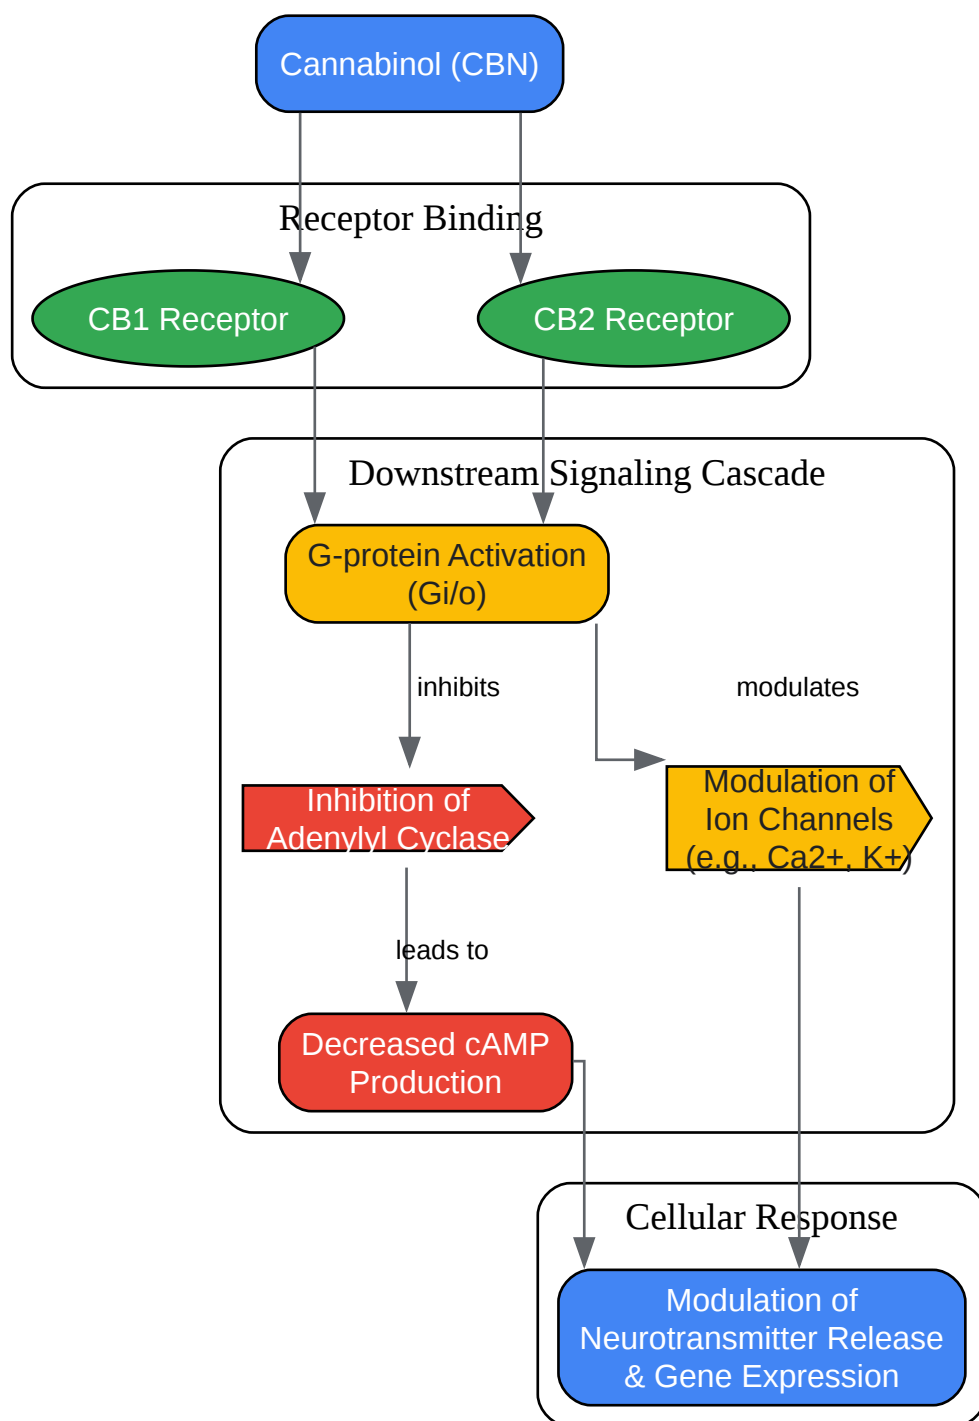 Cannabinol (CBN)
Receptor Binding
CB1 Receptor
CB2 Receptor
Downstream Signaling Cascade
G-protein Activation
(Gi/o)
inhibits
modulates
Inhibition of
Adenylyl Cyclase
Modulation of
Ion Channels
(e.g., Ca2+, K+)
leads to
Decreased cAMP
Production
Cellular Response
Modulation of
Neurotransmitter Release
& Gene Expression